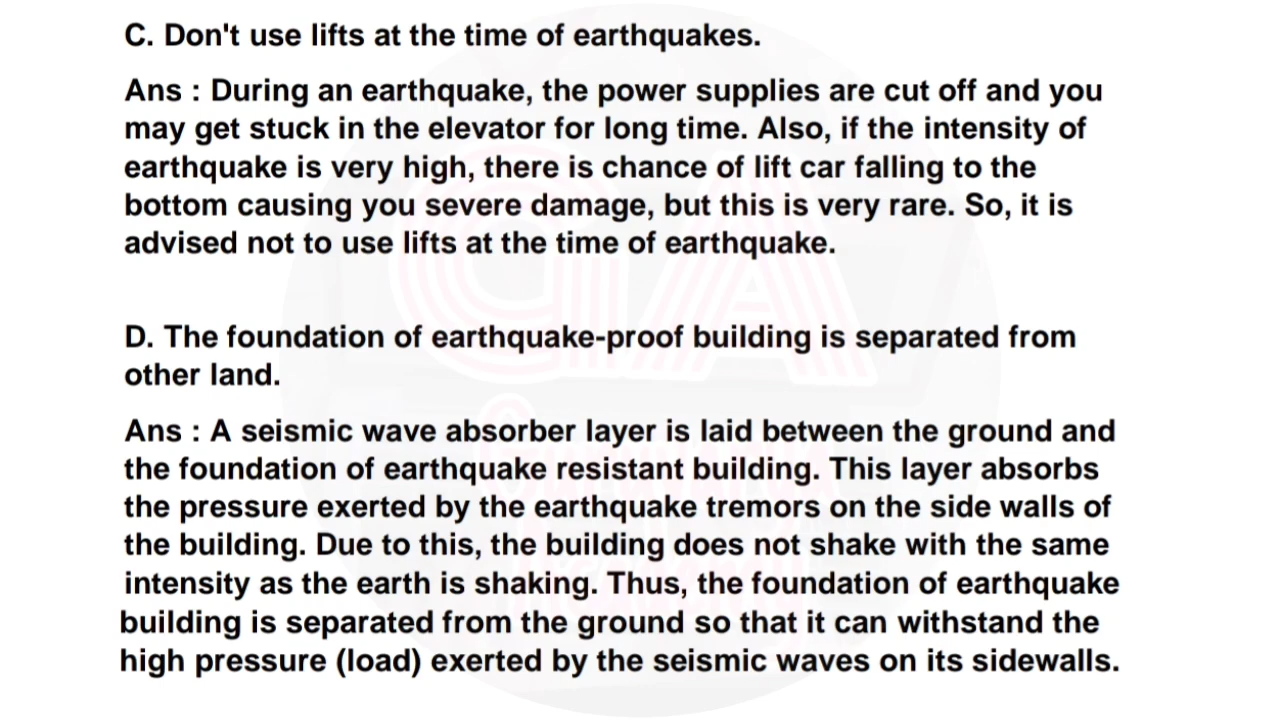 C. Don't use lifts at the time of earthquakes.
Ans : During an earthquake, the power supplies are cut off and you
may get stuck in the elevator for long time. Also, if the intensity of
earthquake is very high, there is chance of lift car falling to the
bottom causing you severe damage, but this is very rare. So, it is
advised not to use lifts at the time of earthquake.
D. The foundation of earthquake-proof building is separated from
other land.
Ans : A seismic wave absorber layer is laid between the ground and
the foundation of earthquake resistant building. This layer absorbs
the pressure exerted by the earthquake tremors on the side walls of
the building. Due to this, the building does not shake with the same
intensity as the earth is shaking. Thus, the foundation of earthquake
building is separated from the ground so that it can withstand the
high pressure (load) exerted by the seismic waves on its sidewalls.
GA